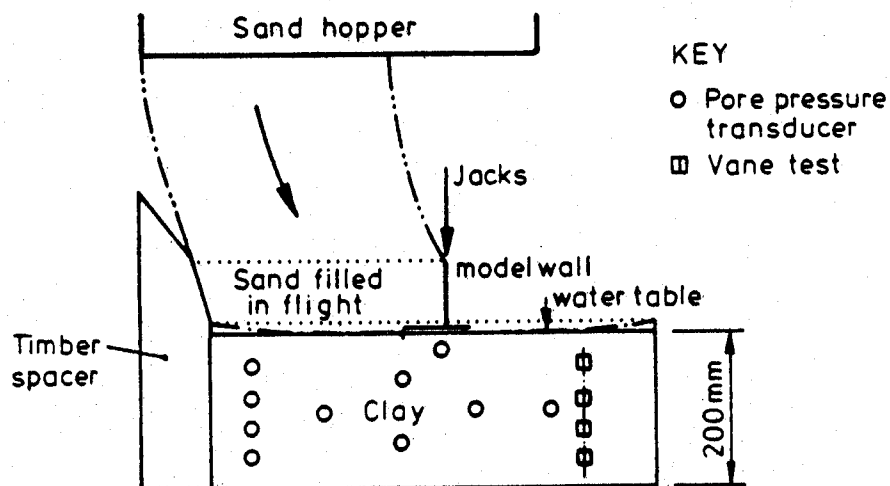 Sand hopper
KEY
Pore pressure
transducer
Vane test
Jacks
model wall
water table
Sand filled
in flight
Timber
spacer
Clay
200mm